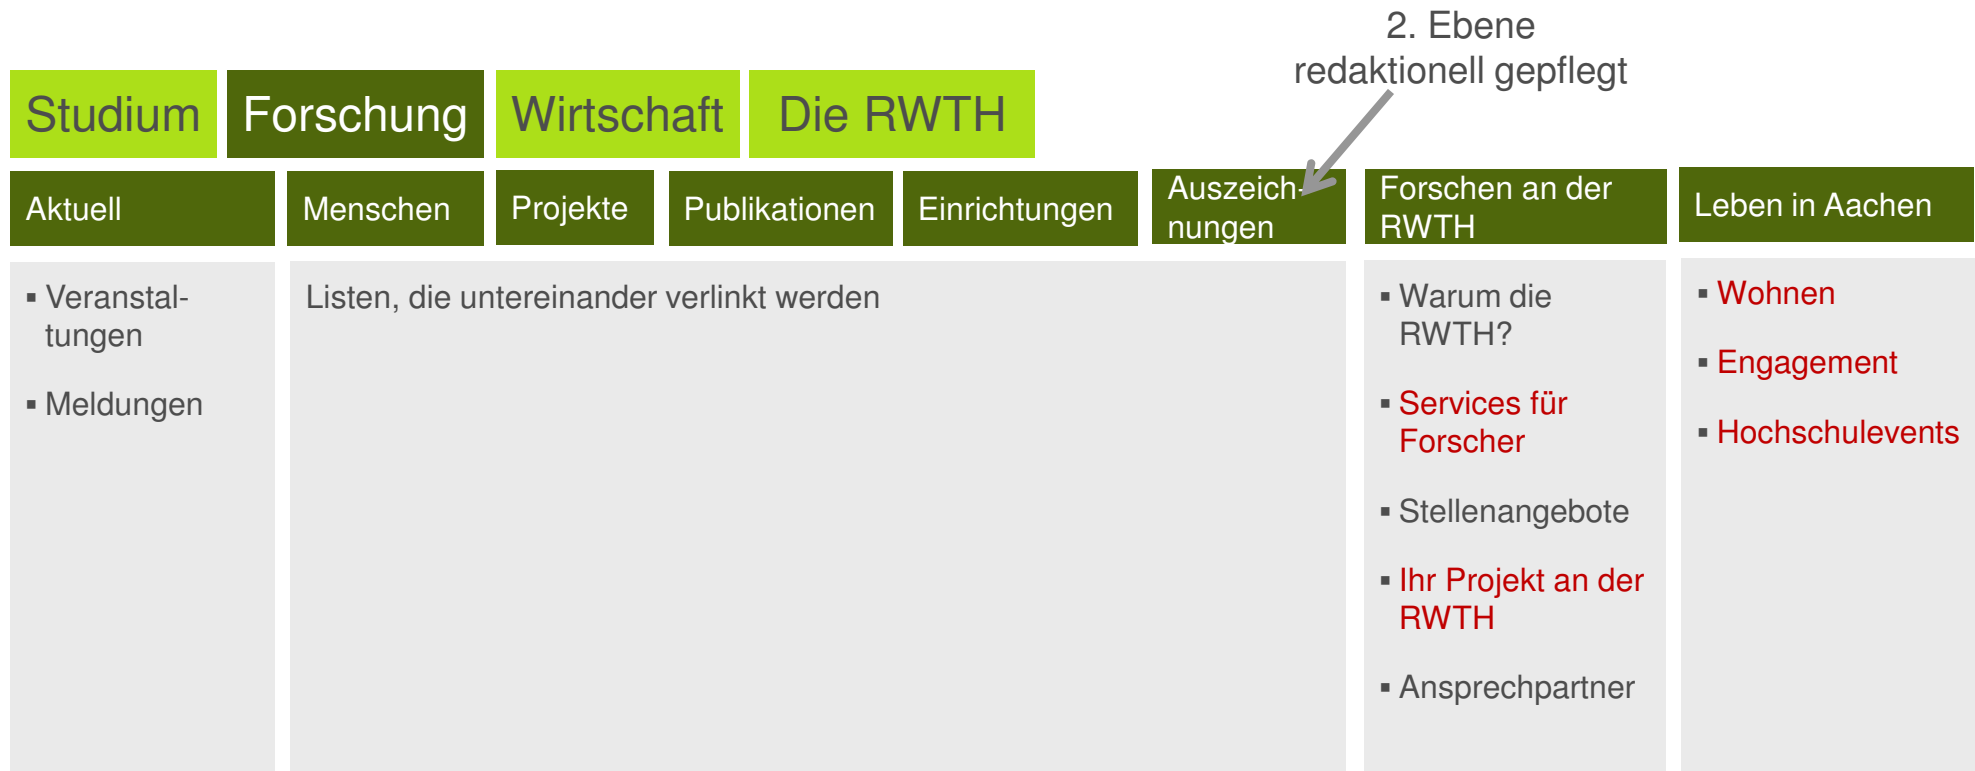 2. Ebene
redaktionell gepflegt
Studium
Forschung
Wirtschaft
Die RWTH
Aktuell
Menschen
Projekte
Publikationen
Einrichtungen
Auszeich-
nungen
Forschen an der
RWTH
Leben in Aachen
▪ Veranstal-
tungen
▪ Meldungen
Listen, die untereinander verlinkt werden
▪ Warum die
RWTH?
▪ Services für
Forscher
▪ Stellenangebote
▪ Ihr Projekt an der
RWTH
▪ Ansprechpartner
▪ Wohnen
▪ Engagement
▪ Hochschulevents